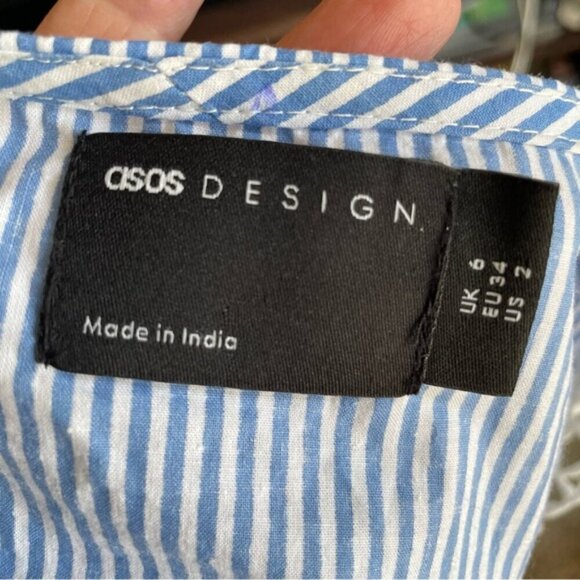 asos DESIGN
Made in India
UK 6
EU 34
US 2